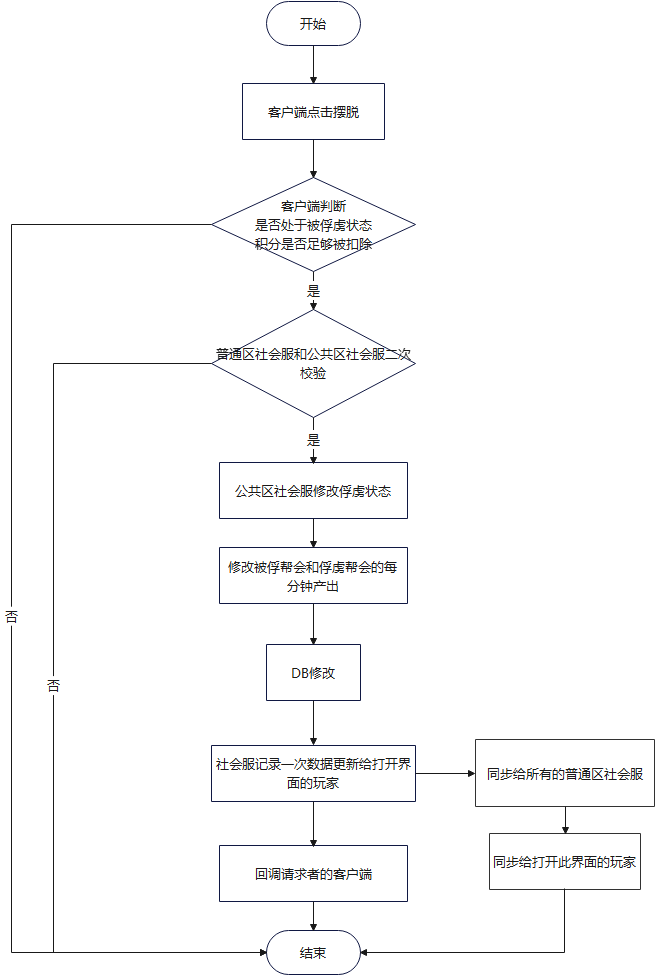 开始
客户端点击摆脱
客户端判断
是否处于被俘虏状态
积分是否足够被扣除
是
普通区社会服和公共区社会服二次
校验
是
公共区社会服修改俘虏状态
修改被俘帮会和俘虏帮会的每
分钟产出
否
DB修改
否
社会服记录一次数据更新给打开界
面的玩家
同步给所有的普通区社会服
回调请求者的客户端
同步给打开此界面的玩家
结束